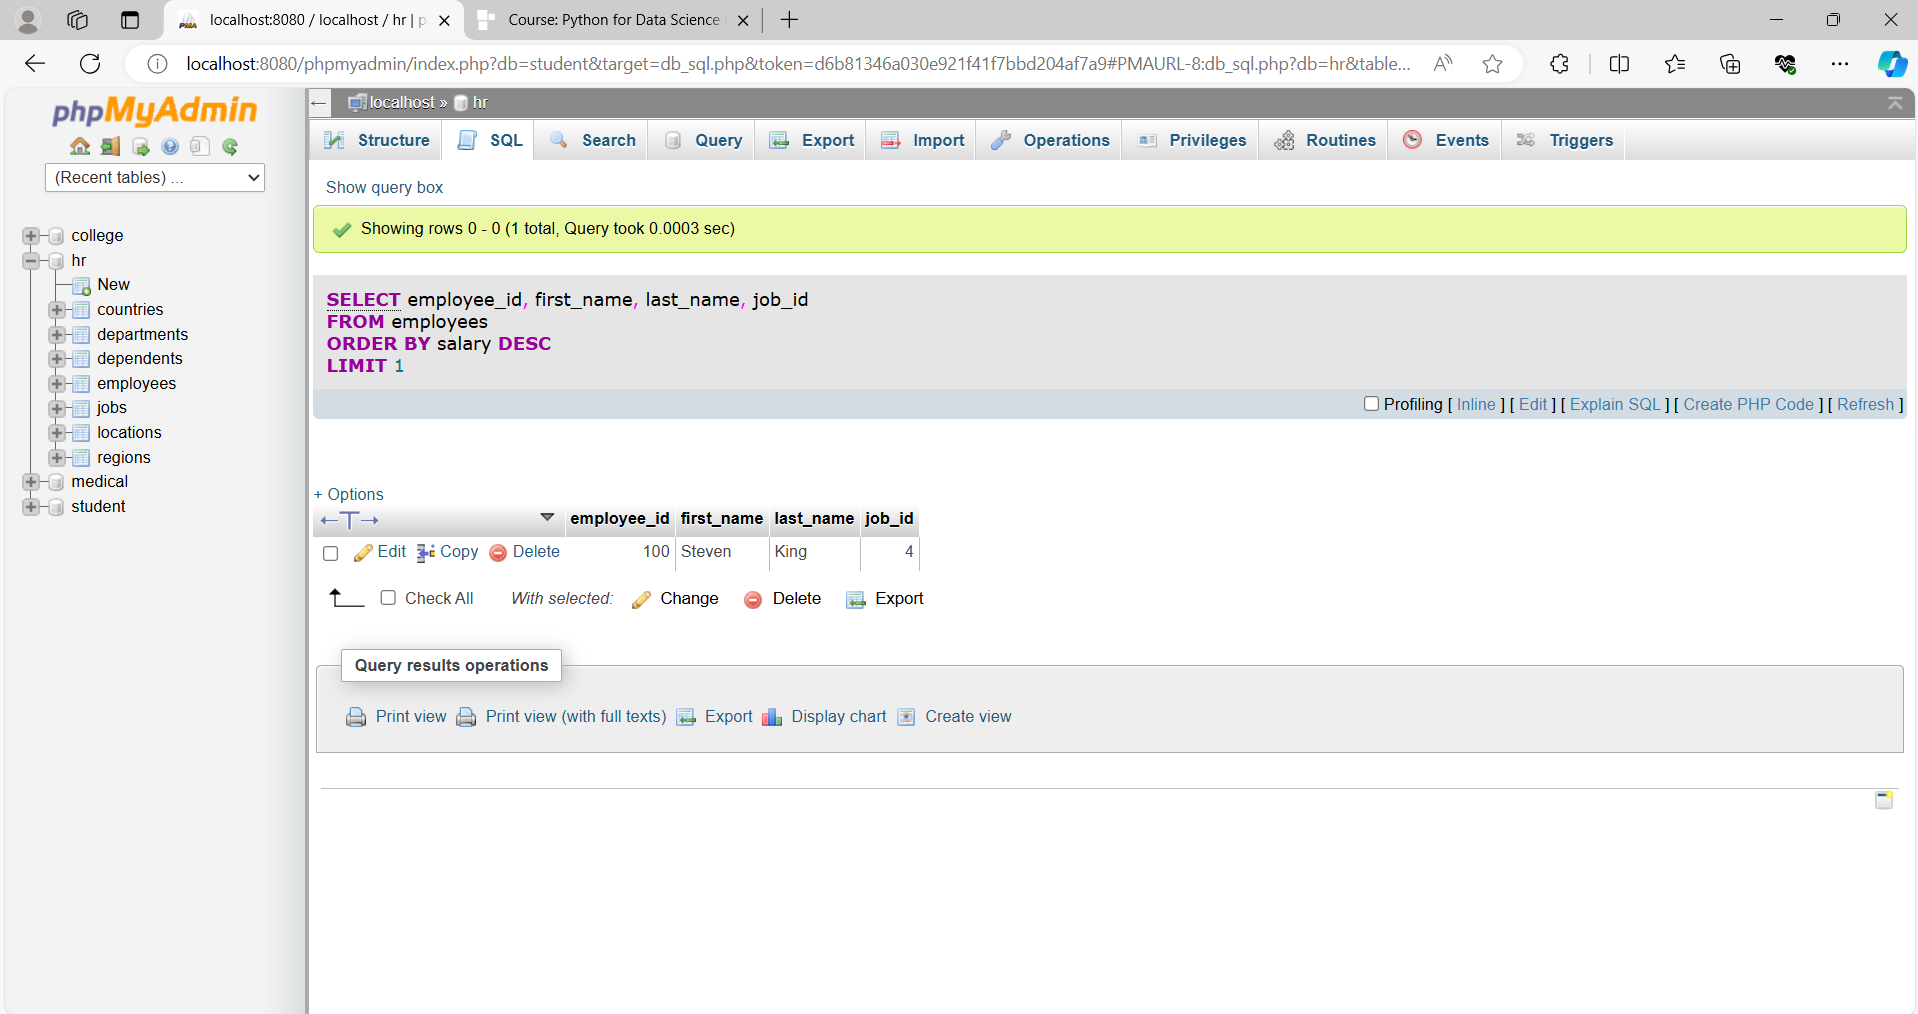 localhost:8080 / localhost / hr | p
Course: Python for Data Science
localhost:8080/phpmyadmin/index.php?db=student&target=db_sql.php&token=d6b81346a030e921f41f7bbd204af7a9#PMAURL-8:db_sql.php?db=hr&table...
phpMyAdmin
(Recent tables) ...
college
hr
New
countries
departments
dependents
employees
jobs
locations
regions
medical
student
localhost » hr
Structure SQL Search Query Export Import Operations Privileges Routines Events Triggers
Show query box
Showing rows 0 - 0 (1 total, Query took 0.0003 sec)
SELECT employee_id, first_name, last_name, job_id
FROM employees
ORDER BY salary DESC
LIMIT 1
Profiling [ Inline ] [ Edit ] [ Explain SQL ] [ Create PHP Code ] [ Refresh ]
+ Options
←T→ employee_id first_name last_name job_id
Edit Copy Delete 100 Steven King 4
Check All With selected: Change Delete Export
Query results operations
Print view Print view (with full texts) Export Display chart Create view